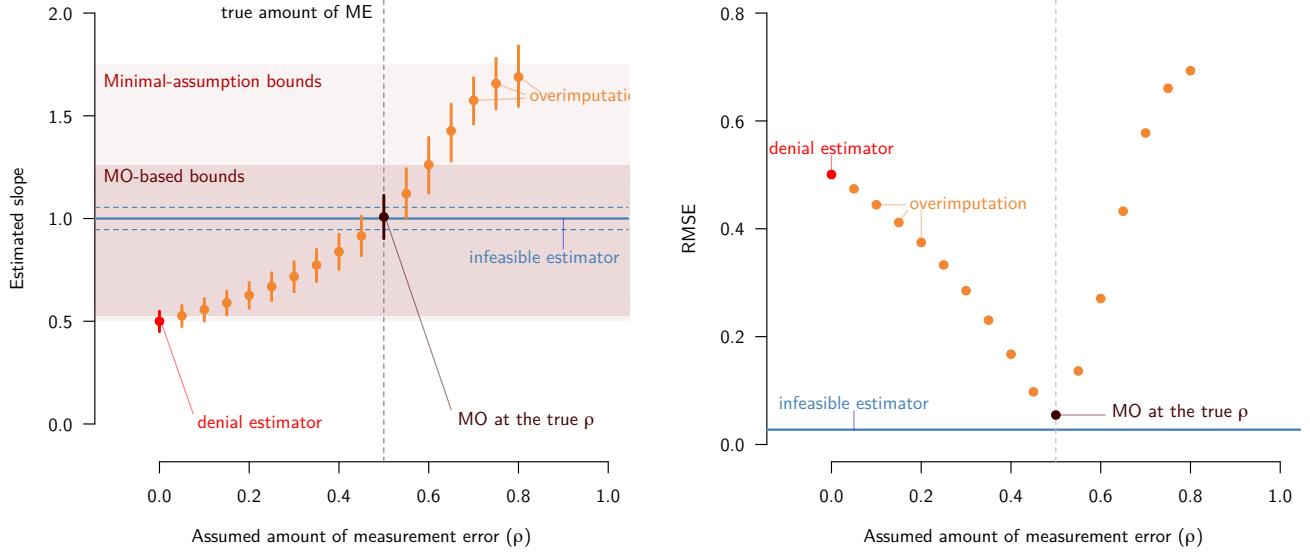 true amount of ME
2.0
1.5
1.0
0.5
0.0
Estimated slope
Minimal-assumption bounds
overimputatio
MO-based bounds
infeasible estimator
denial estimator
MO at the true ρ
0.0 0.2 0.4 0.6 0.8 1.0
Assumed amount of measurement error (ρ)
0.8
0.6
0.4
0.2
0.0
RMSE
denial estimator
overimputation
infeasible estimator
MO at the true ρ
0.0 0.2 0.4 0.6 0.8 1.0
Assumed amount of measurement error (ρ)